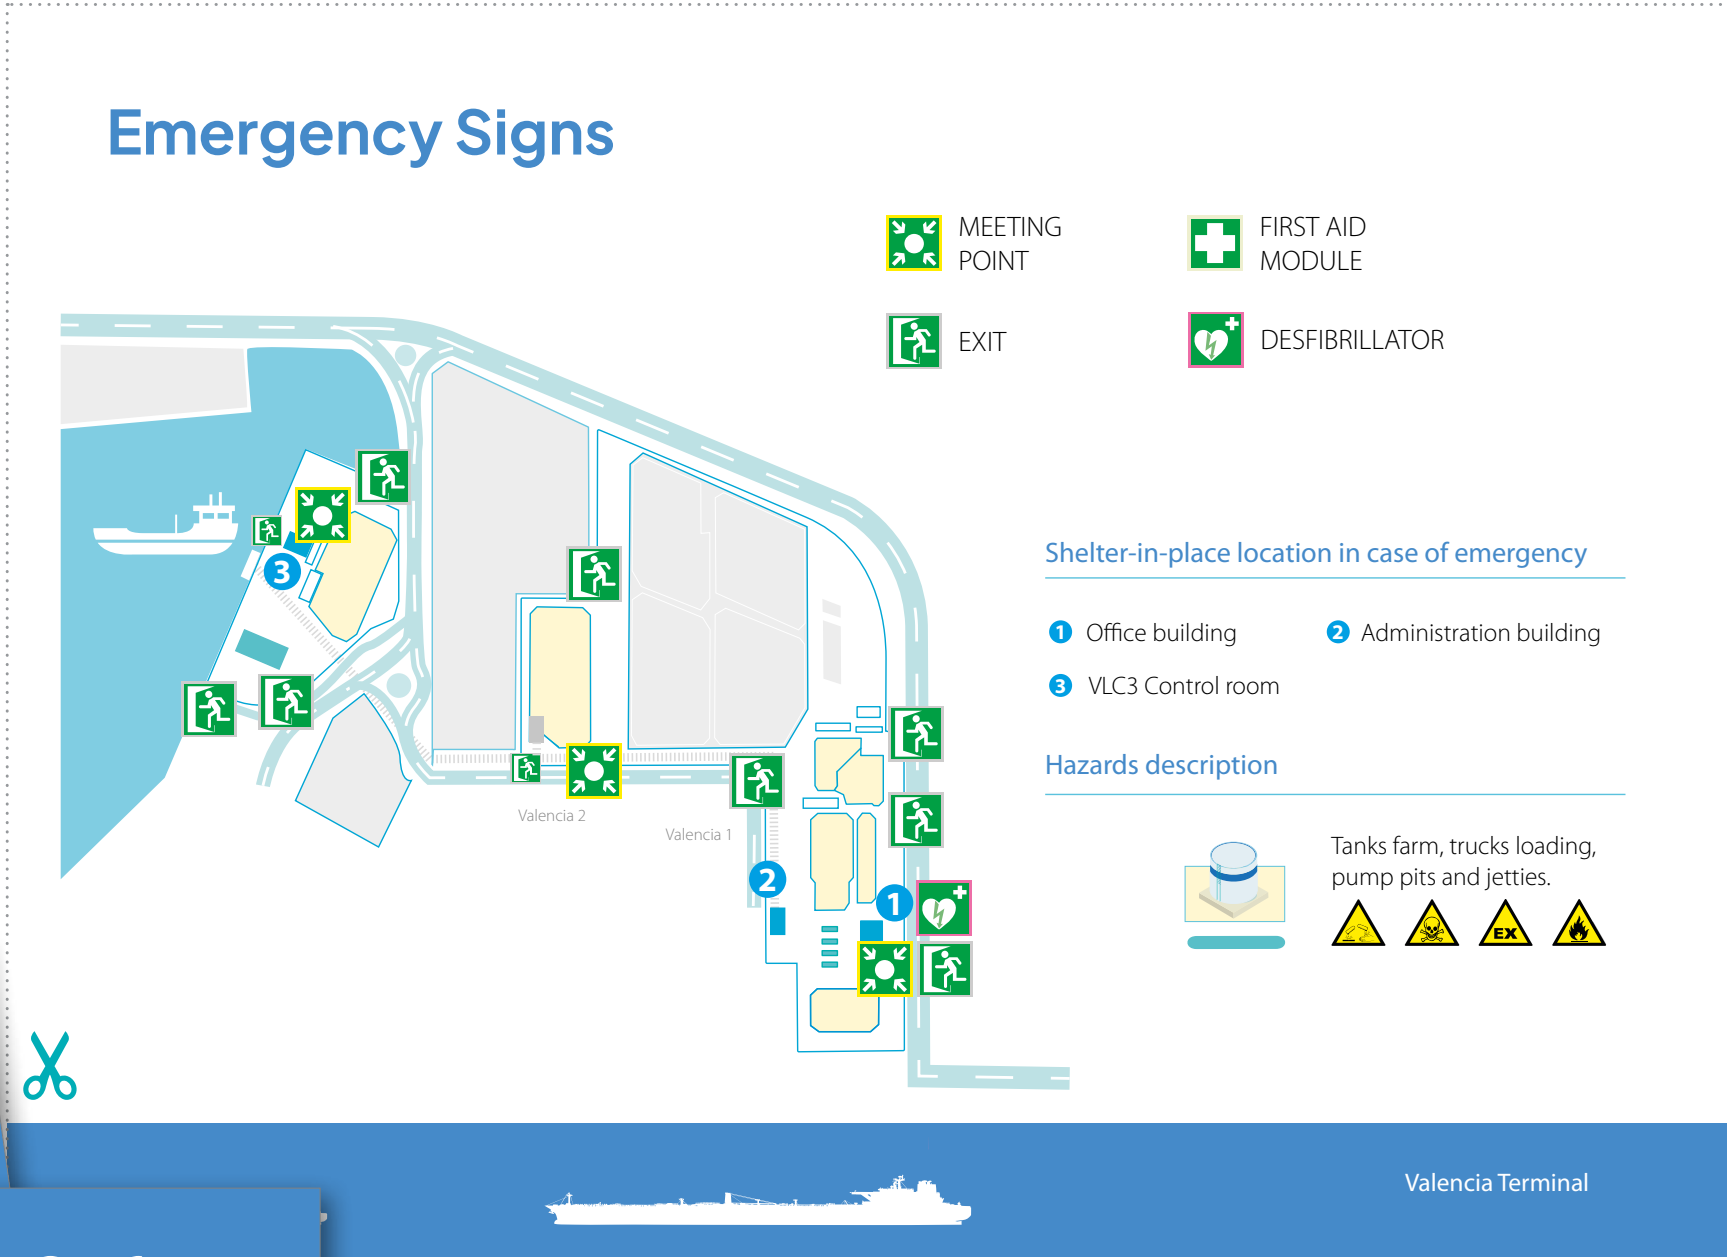 Emergency Signs
MEETING
POINT
FIRST AID
MODULE
EXIT
DESFIBRILLATOR
Shelter-in-place location in case of emergency
1 Office building
2 Administration building
3 VLC3 Control room
Hazards description
Tanks farm, trucks loading,
pump pits and jetties.
EX
3
Valencia 2
Valencia 1
2
1
Valencia Terminal